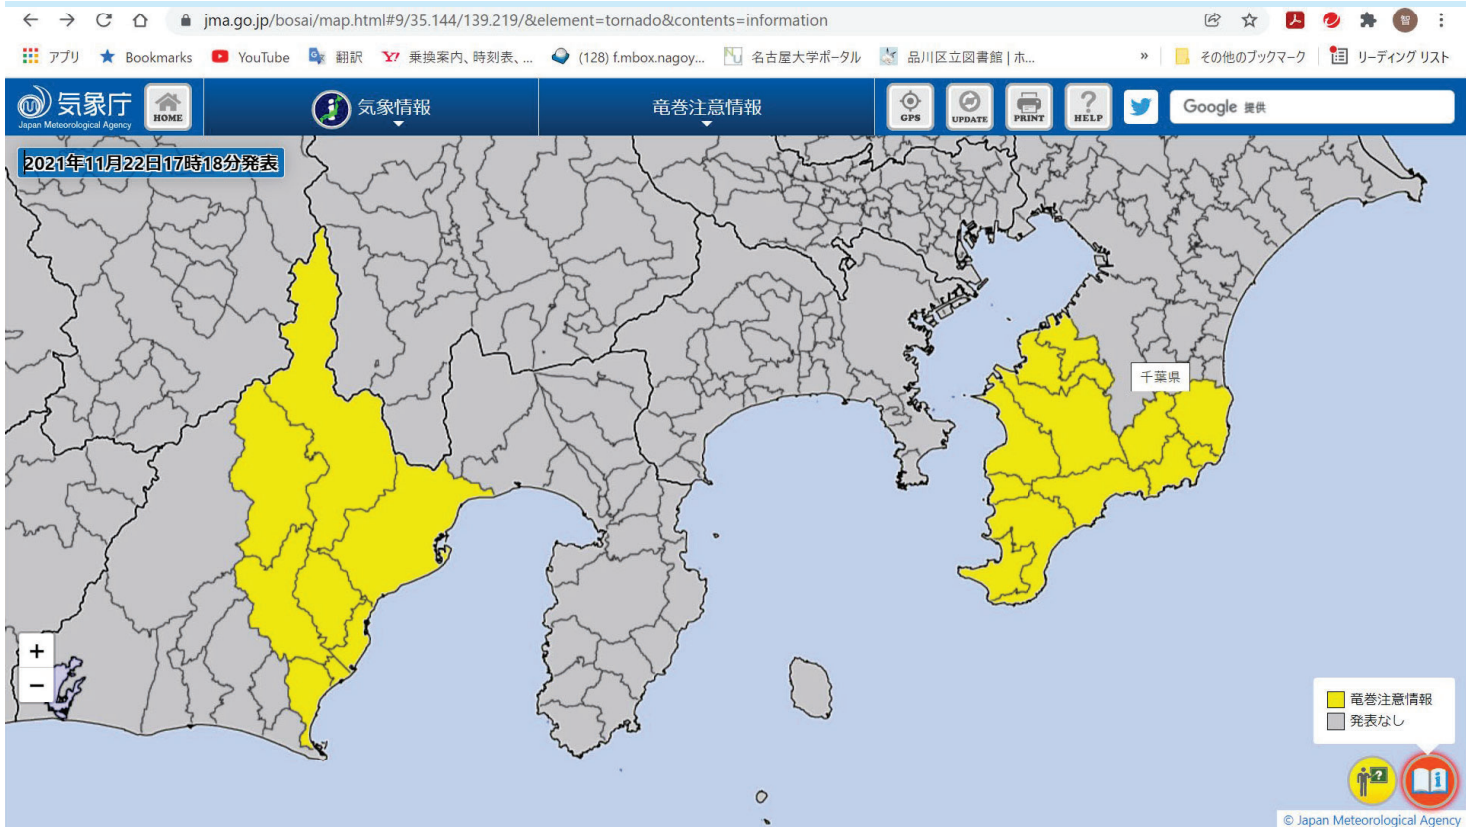 jma.go.jp/bosai/map.html#9/35.144/139.219/&element=tornado&contents=information
智
アプリ Bookmarks YouTube 翻訳 乗換案内、時刻表、... (128) f.mbox.nagoy... 名古屋大学ポータル 品川区立図書館 | ホ... » その他のブックマーク リーディング リスト
気象庁
Japan Meteorological Agency
HOME
気象情報
竜巻注意情報
GPS UPDATE PRINT HELP
Google 提供
2021年11月22日17時18分発表
千葉県
+
−
竜巻注意情報
発表なし
© Japan Meteorological Agency